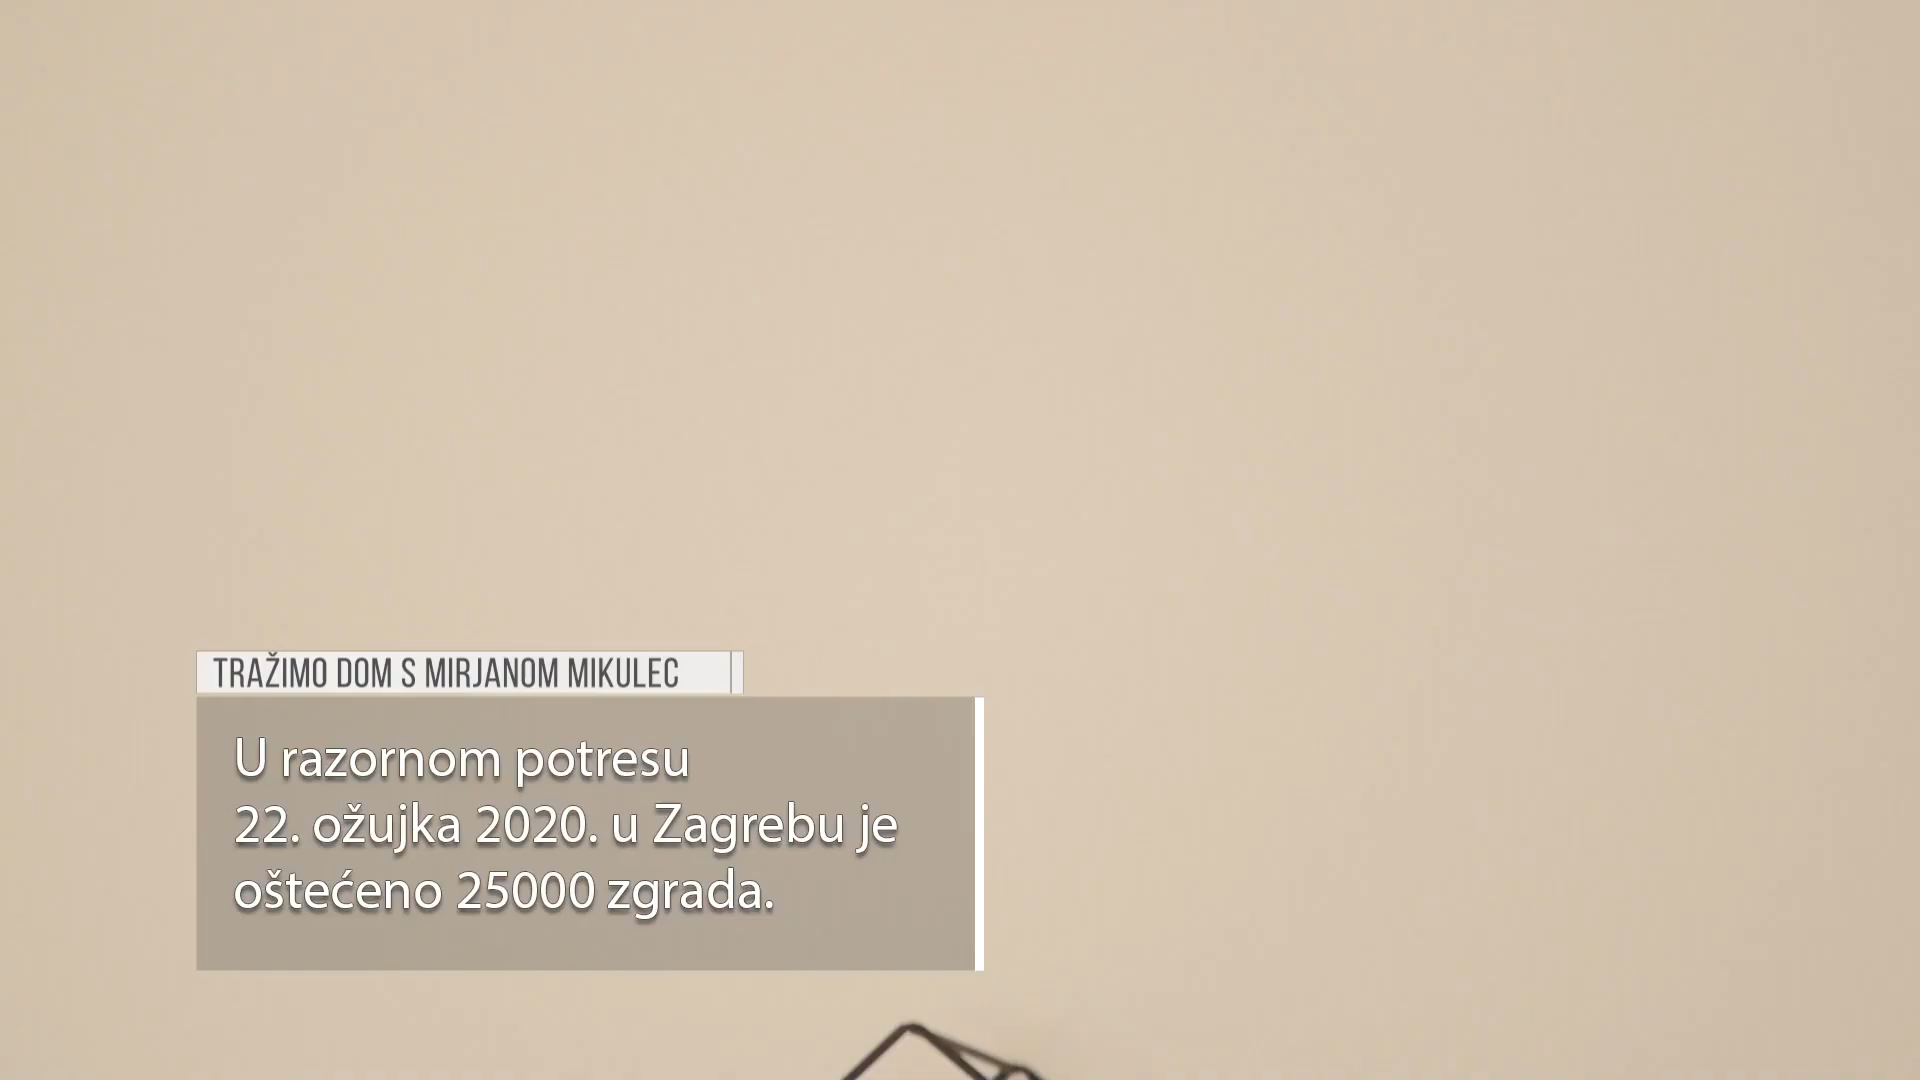 TRAŽIMO DOM S MIRJANOM MIKULEC
U razornom potresu
22. ožujka 2020. u Zagrebu je
oštećeno 25000 zgrada.